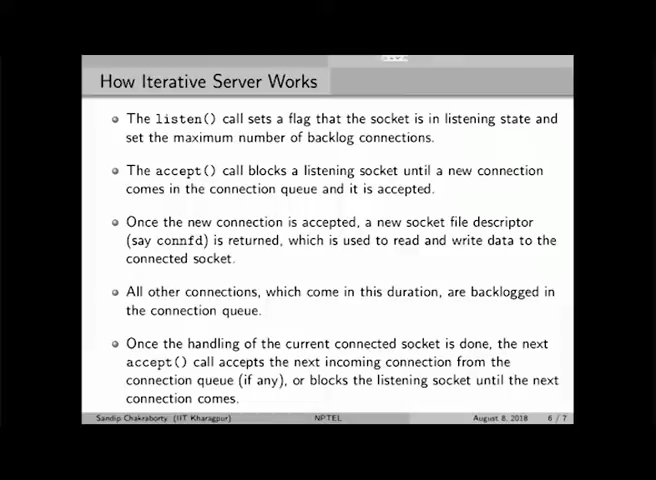 How Iterative Server Works
The listen() call sets a flag that the socket is in listening state and
set the maximum number of backlog connections.
The accept() call blocks a listening socket until a new connection
comes in the connection queue and it is accepted.
Once the new connection is accepted, a new socket file descriptor
(say connfd) is returned, which is used to read and write data to the
connected socket.
All other connections, which come in this duration, are backlogged in
the connection queue.
Once the handling of the current connected socket is done, the next
accept() call accepts the next incoming connection from the
connection queue (if any), or blocks the listening socket until the next
connection comes.
Sandip Chakraborty (IIT Kharagpur) NPTEL August 8, 2018 6 / 7